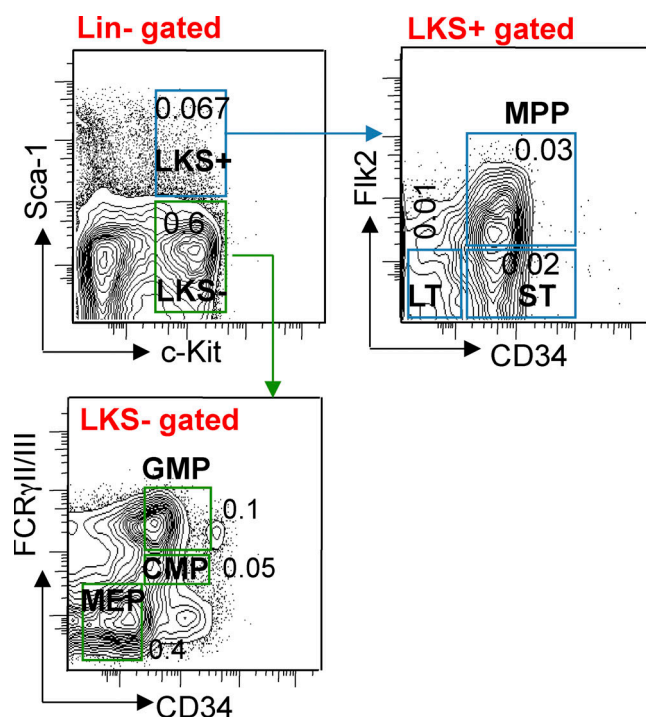 Lin- gated
0.067
LKS+
0.6
LKS-
Sca-1
c-Kit
LKS+ gated
MPP
0.03
0.01
0.02
LT
ST
Flk2
CD34
LKS- gated
GMP
0.1
CMP
0.05
MEP
0.4
FCRγII/III
CD34